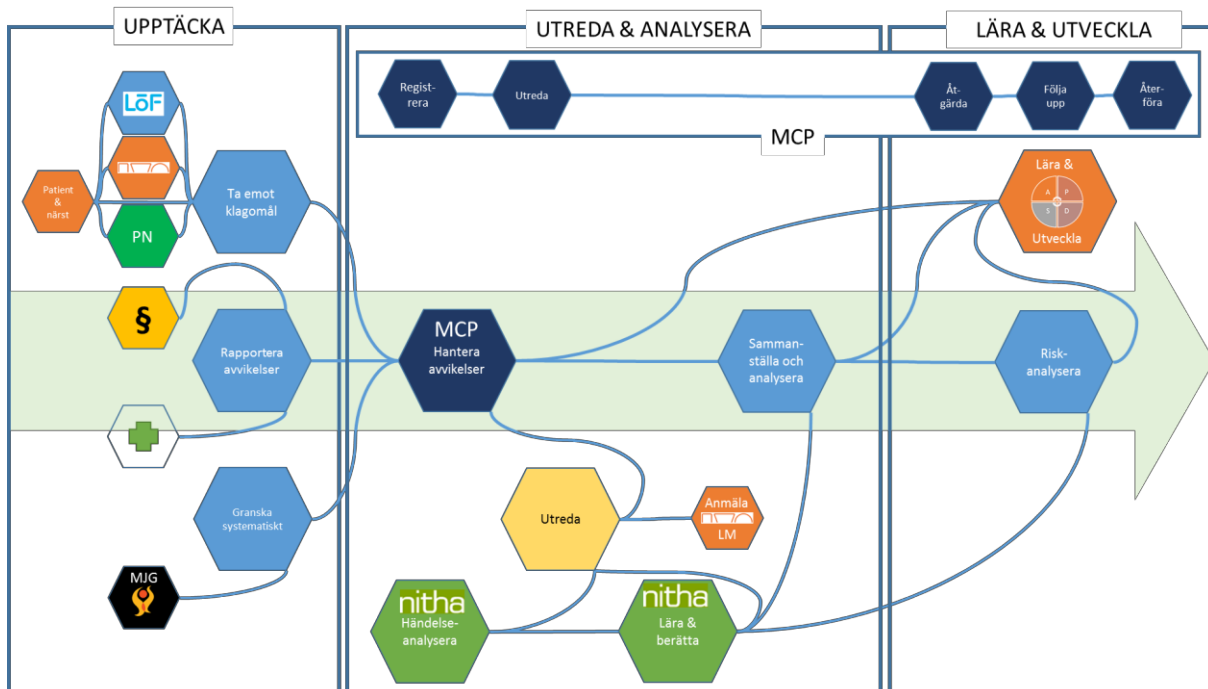 UPPTÄCKA
UTREDA & ANALYSERA
LÄRA & UTVECKLA
Regist-
rera
Utreda
Åt-
gärda
Följa
upp
Åter-
föra
MCP
LÖF
Patient
&
närst
PN
Ta emot
klagomål
Lära &
A P
S D
Utveckla
§
Rapportera
avvikelser
MCP
Hantera
avvikelser
Samman-
ställa och
analysera
Risk-
analysera
Granska
systematiskt
Utreda
Anmäla
LM
MJG
nitha
Händelse-
analysera
nitha
Lära &
berätta